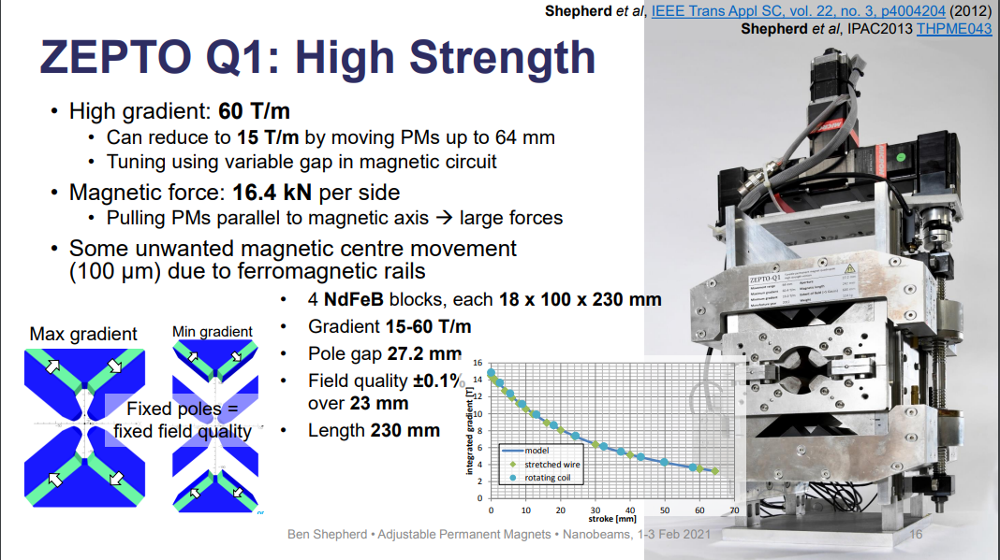 Shepherd et al, IEEE Trans Appl SC, vol. 22, no. 3, p4004204 (2012)
Shepherd et al, IPAC2013 THPME043
ZEPTO Q1: High Strength
• High gradient: 60 T/m
• Can reduce to 15 T/m by moving PMs up to 64 mm
• Tuning using variable gap in magnetic circuit
• Magnetic force: 16.4 kN per side
• Pulling PMs parallel to magnetic axis → large forces
• Some unwanted magnetic centre movement
(100 µm) due to ferromagnetic rails
• 4 NdFeB blocks, each 18 x 100 x 230 mm
• Gradient 15-60 T/m
• Pole gap 27.2 mm
• Field quality ±0.1%
over 23 mm
• Length 230 mm
Max gradient
Min gradient
Fixed poles =
fixed field quality
integrated gradient [T]
16
14
12
10
8
6
4
2
0
model
stretched wire
rotating coil
0 10 20 30 40 50 60 70
stroke [mm]
ZEPTO-Q1
Ben Shepherd • Adjustable Permanent Magnets • Nanobeams, 1-3 Feb 2021
16